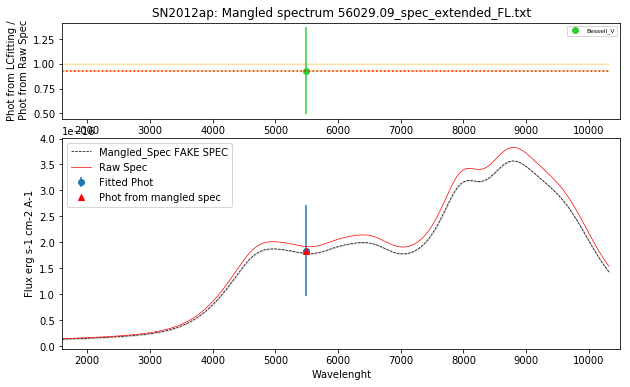 SN2012ap: Mangled spectrum 56029.09_spec_extended_FL.txt
Phot from LCfitting /
Phot from Raw Spec
1.25
1.00
0.75
0.50
Bessell_V
2000 3000 4000 5000 6000 7000 8000 9000 10000
1e−16
4.0
3.5
3.0
2.5
2.0
1.5
1.0
0.5
0.0
Flux erg s-1 cm-2 A-1
Mangled_Spec FAKE SPEC
Raw Spec
Fitted Phot
Phot from mangled spec
2000 3000 4000 5000 6000 7000 8000 9000 10000
Wavelenght